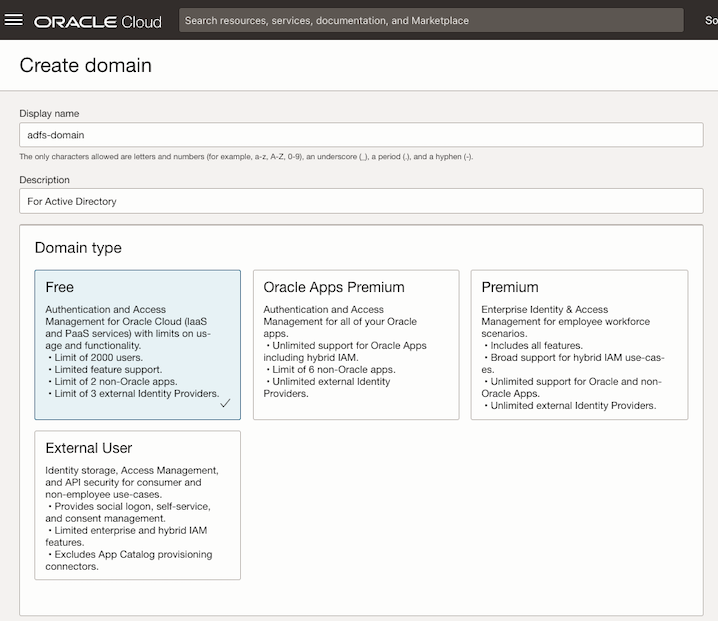 ORACLE Cloud
Search resources, services, documentation, and Marketplace
So
Create domain
Display name
adfs-domain
The only characters allowed are letters and numbers (for example, a-z, A-Z, 0-9), an underscore (_), a period (.), and a hyphen (-).
Description
For Active Directory
Domain type
Free
Authentication and Access
Management for Oracle Cloud (IaaS
and PaaS services) with limits on us-
age and functionality.
• Limit of 2000 users.
• Limited feature support.
• Limit of 2 non-Oracle apps.
• Limit of 3 external Identity Providers.
Oracle Apps Premium
Authentication and Access
Management for all of your Oracle
apps.
• Unlimited support for Oracle Apps
including hybrid IAM.
• Limit of 6 non-Oracle apps.
• Unlimited external Identity
Providers.
Premium
Enterprise Identity & Access
Management for employee workforce
scenarios.
• Includes all features.
• Broad support for hybrid IAM use-cas-
es.
• Unlimited support for Oracle and non-
Oracle Apps.
• Unlimited external Identity Providers.
External User
Identity storage, Access Management,
and API security for consumer and
non-employee use-cases.
• Provides social logon, self-service,
and consent management.
• Limited enterprise and hybrid IAM
features.
• Excludes App Catalog provisioning
connectors.